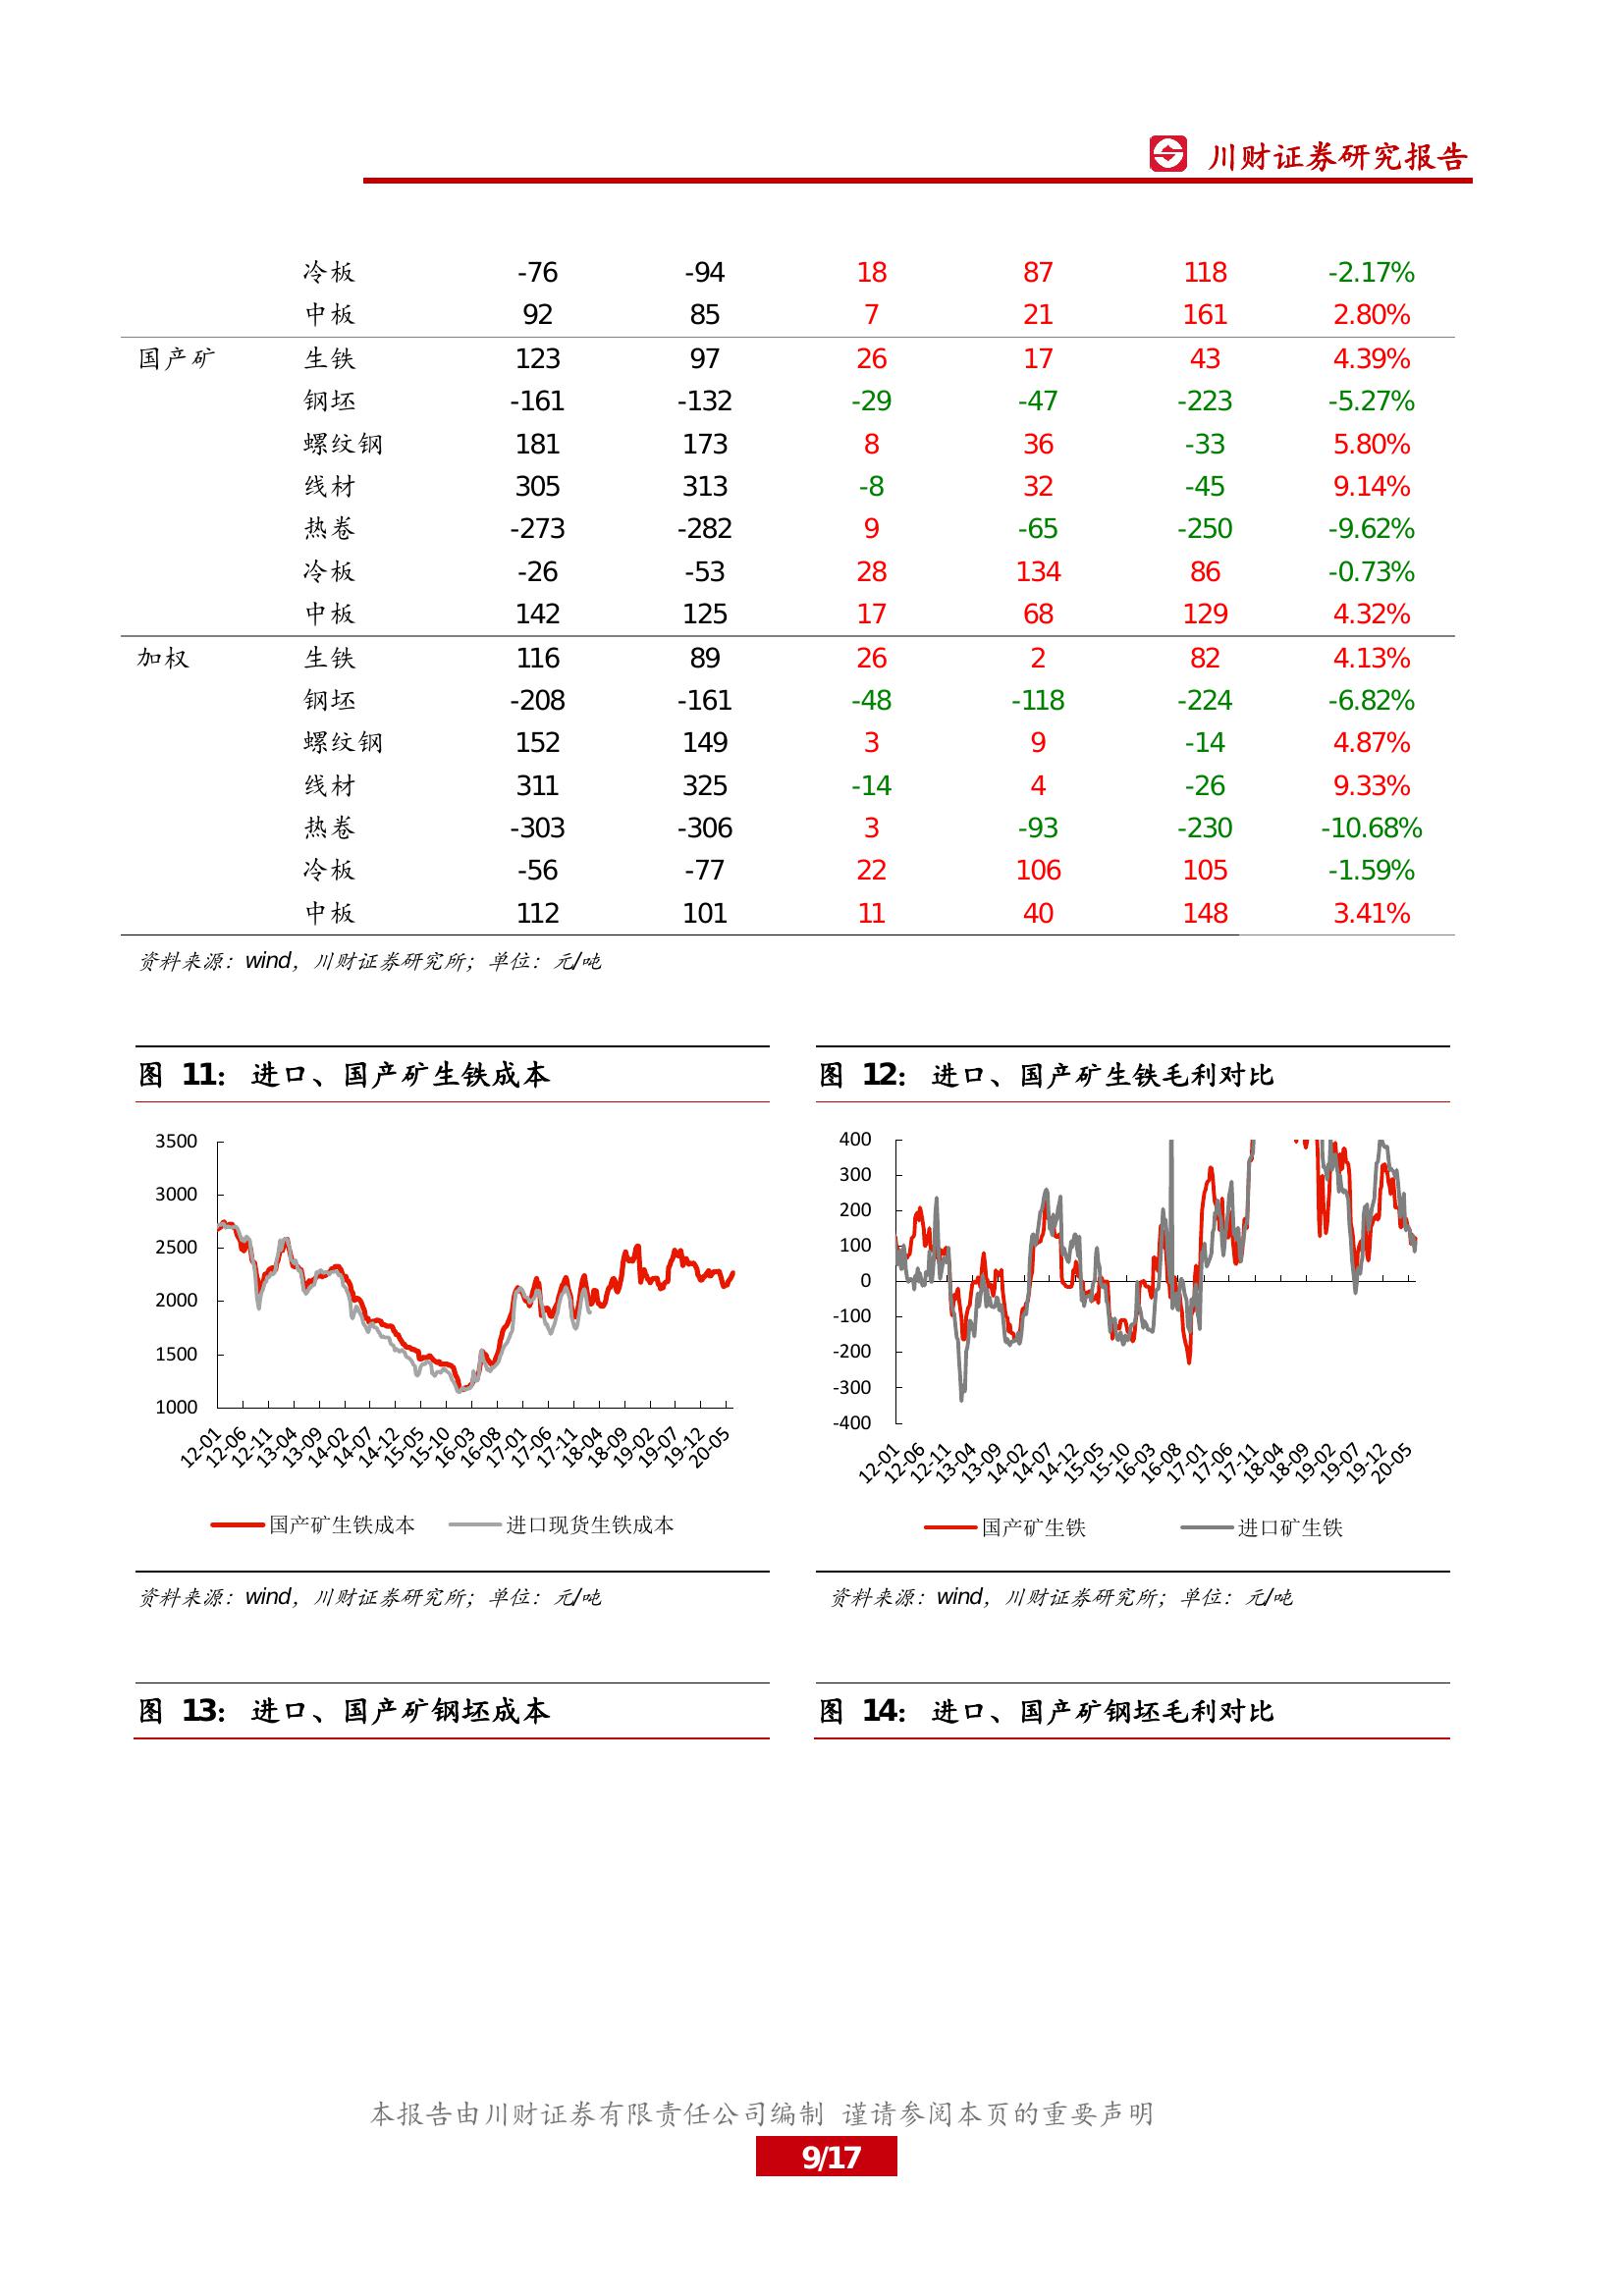 川财证券研究报告
冷板 -76 -94 18 87 118 -2.17%
中板 92 85 7 21 161 2.80%
国产矿 生铁 123 97 26 17 43 4.39%
钢坯 -161 -132 -29 -47 -223 -5.27%
螺纹钢 181 173 8 36 -33 5.80%
线材 305 313 -8 32 -45 9.14%
热卷 -273 -282 9 -65 -250 -9.62%
冷板 -26 -53 28 134 86 -0.73%
中板 142 125 17 68 129 4.32%
加权 生铁 116 89 26 2 82 4.13%
钢坯 -208 -161 -48 -118 -224 -6.82%
螺纹钢 152 149 3 9 -14 4.87%
线材 311 325 -14 4 -26 9.33%
热卷 -303 -306 3 -93 -230 -10.68%
冷板 -56 -77 22 106 105 -1.59%
中板 112 101 11 40 148 3.41%
资料来源：wind，川财证券研究所；单位：元/吨
图 11： 进口、国产矿生铁成本
3500
3000
2500
2000
1500
1000
12-01 12-06 12-11 13-04 13-09 14-02 14-07 14-12 15-05 15-10 16-03 16-08 17-01 17-06 17-11 18-04 18-09 19-02 19-07 19-12 20-05
国产矿生铁成本 进口现货生铁成本
资料来源：wind，川财证券研究所；单位：元/吨
图 12： 进口、国产矿生铁毛利对比
400
300
200
100
0
-100
-200
-300
-400
12-01 12-06 12-11 13-04 13-09 14-02 14-07 14-12 15-05 15-10 16-03 16-08 17-01 17-06 17-11 18-04 18-09 19-02 19-07 19-12 20-05
国产矿生铁 进口矿生铁
资料来源：wind，川财证券研究所；单位：元/吨
图 13： 进口、国产矿钢坯成本
图 14： 进口、国产矿钢坯毛利对比
本报告由川财证券有限责任公司编制 谨请参阅本页的重要声明
9/17